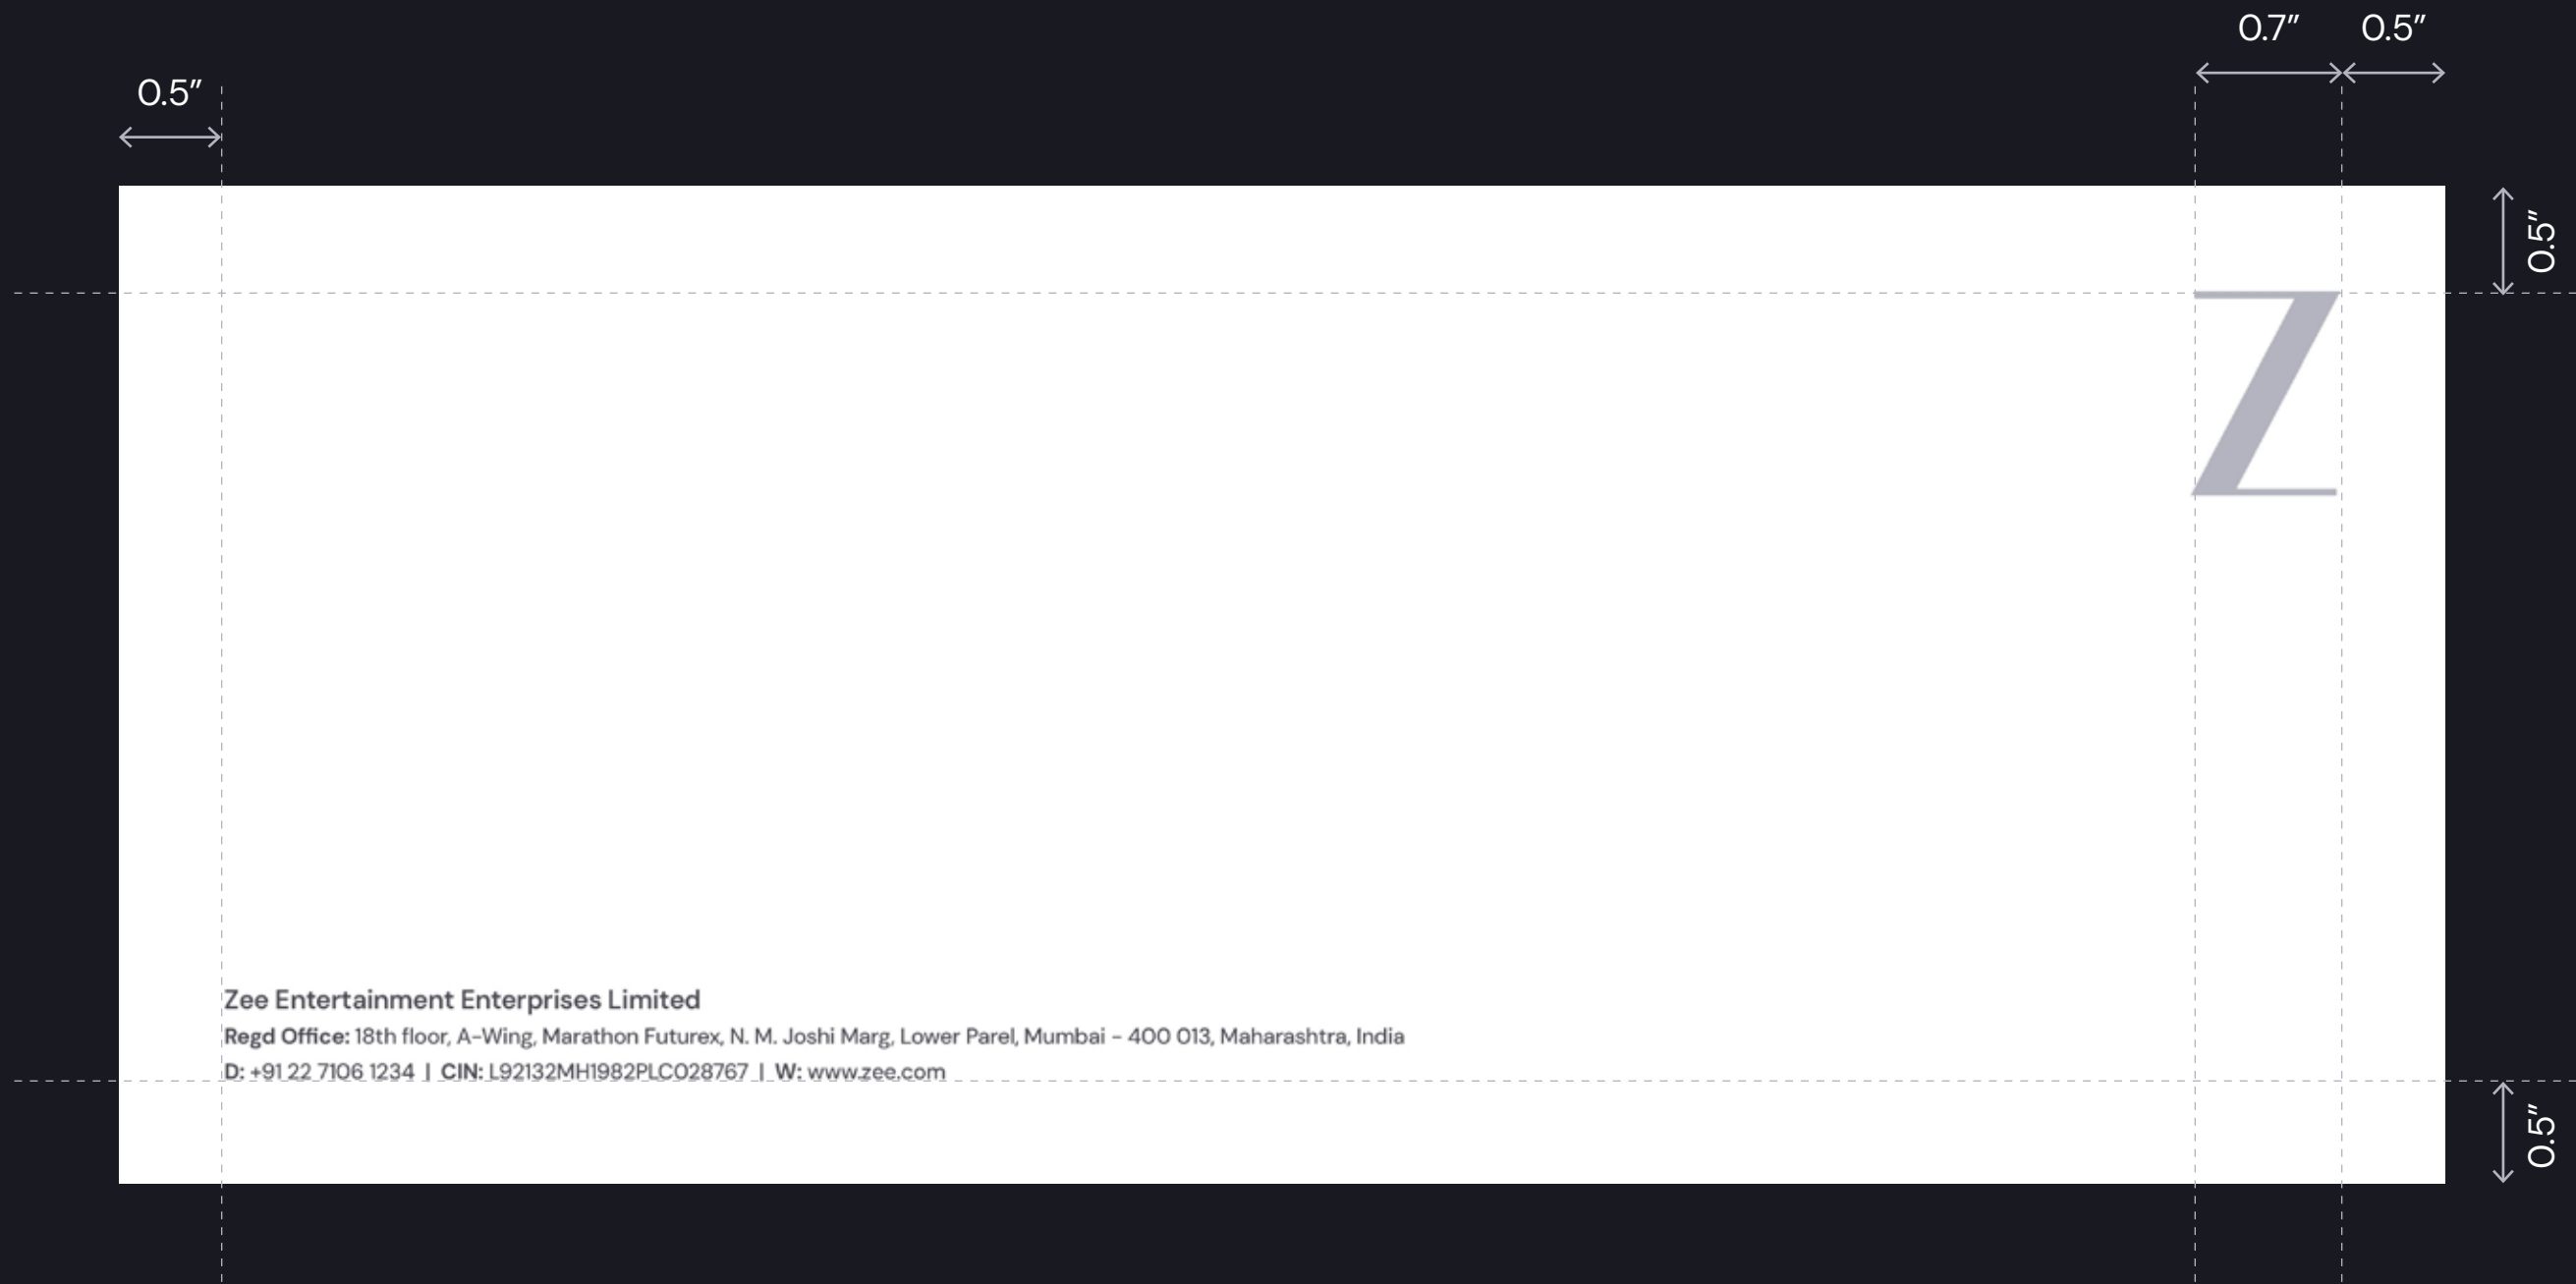 0.7” 0.5”
0.5”
0.5”
Z
Zee Entertainment Enterprises Limited
Regd Office: 18th floor, A-Wing, Marathon Futurex, N. M. Joshi Marg, Lower Parel, Mumbai - 400 013, Maharashtra, India
D: +91 22 7106 1234 | CIN: L92132MH1982PLC028767 | W: www.zee.com
0.5”